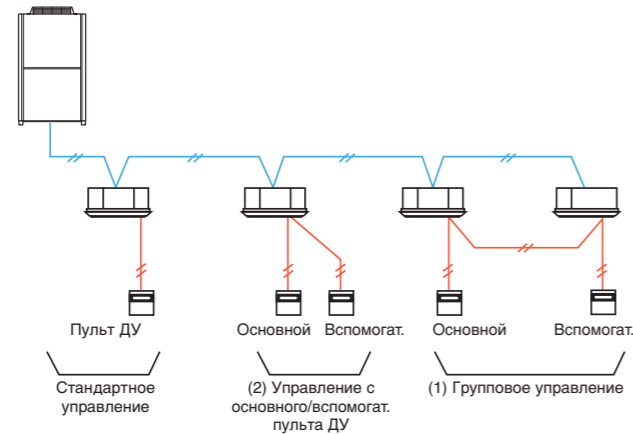 Пульт ДУ
Основной
Вспомогат.
Основной
Вспомогат.
Стандартное
управление
(2) Управление с
основного/вспомогат.
пульта ДУ
(1) Групповое управление